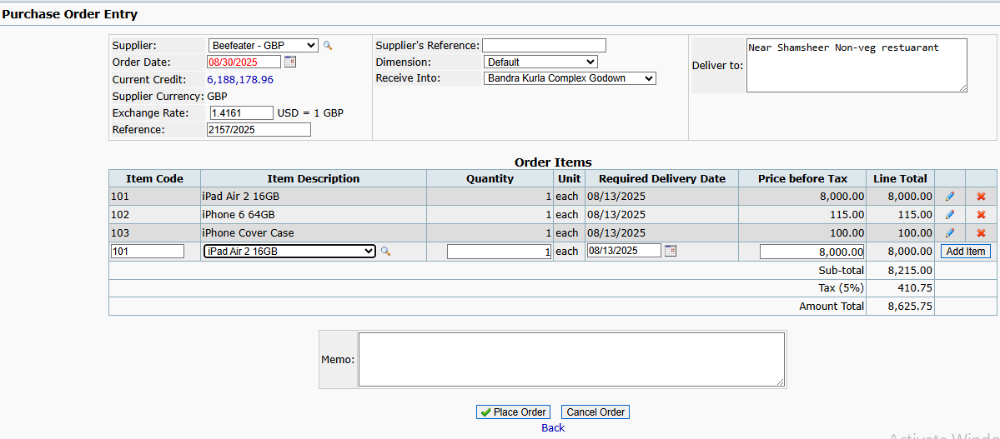 Purchase Order Entry
Supplier: Beefeater - GBP Supplier's Reference: Deliver to: Near Shamsheer Non-veg restuarant
Order Date: 08/30/2025 Dimension: Default
Current Credit: 6,188,178.96 Receive Into: Bandra Kurla Complex Godown
Supplier Currency: GBP
Exchange Rate: 1.4161 USD = 1 GBP
Reference: 2157/2025
Order Items
Item Code Item Description Quantity Unit Required Delivery Date Price before Tax Line Total
101 iPad Air 2 16GB 1 each 08/13/2025 8,000.00 8,000.00
102 iPhone 6 64GB 1 each 08/13/2025 115.00 115.00
103 iPhone Cover Case 1 each 08/13/2025 100.00 100.00
101 iPad Air 2 16GB 1 each 08/13/2025 8,000.00 8,000.00 Add Item
Sub-total 8,215.00
Tax (5%) 410.75
Amount Total 8,625.75
Memo:
Place Order Cancel Order
Back
Activate Windo